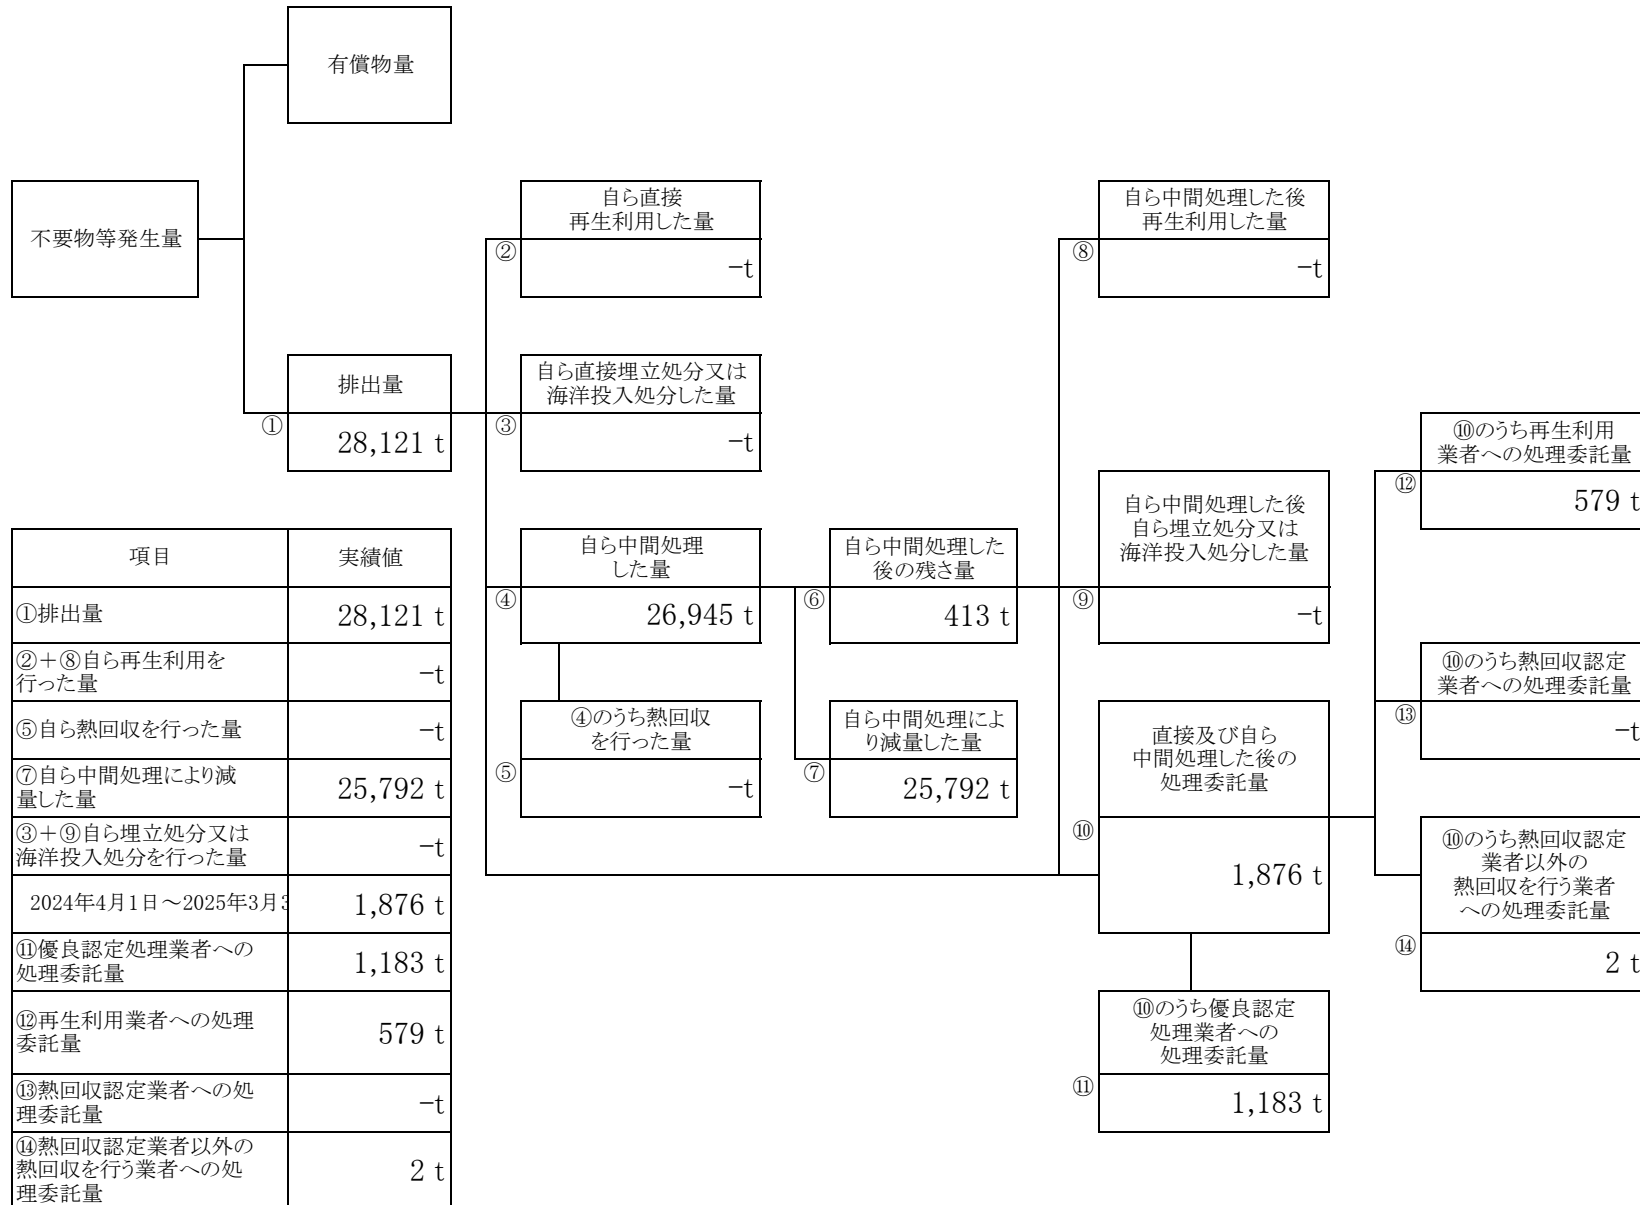 有償物量
不要物等発生量
自ら直接
再生利用した量
②
−t
自ら中間処理した後
再生利用した量
⑧
−t
排出量
①
28,121 t
自ら直接埋立処分又は
海洋投入処分した量
③
−t
⑩のうち再生利用
業者への処理委託量
⑫
579 t
自ら中間処理
した量
④
26,945 t
自ら中間処理した
後の残さ量
⑥
413 t
自ら中間処理した後
自ら埋立処分又は
海洋投入処分した量
⑨
−t
⑩のうち熱回収認定
業者への処理委託量
⑬
−t
④のうち熱回収
を行った量
⑤
−t
自ら中間処理によ
り減量した量
⑦
25,792 t
直接及び自ら
中間処理した後の
処理委託量
⑩
1,876 t
⑩のうち熱回収認定
業者以外の
熱回収を行う業者
への処理委託量
⑭
2 t
⑩のうち優良認定
処理業者への
処理委託量
⑪
1,183 t
項目
実績値
①排出量
28,121 t
②＋⑧自ら再生利用を
行った量
−t
⑤自ら熱回収を行った量
−t
⑦自ら中間処理により減
量した量
25,792 t
③＋⑨自ら埋立処分又は
海洋投入処分を行った量
−t
2024年4月1日～2025年3月3
1,876 t
⑪優良認定処理業者への
処理委託量
1,183 t
⑫再生利用業者への処理
委託量
579 t
⑬熱回収認定業者への処
理委託量
−t
⑭熱回収認定業者以外の
熱回収を行う業者への処
理委託量
2 t